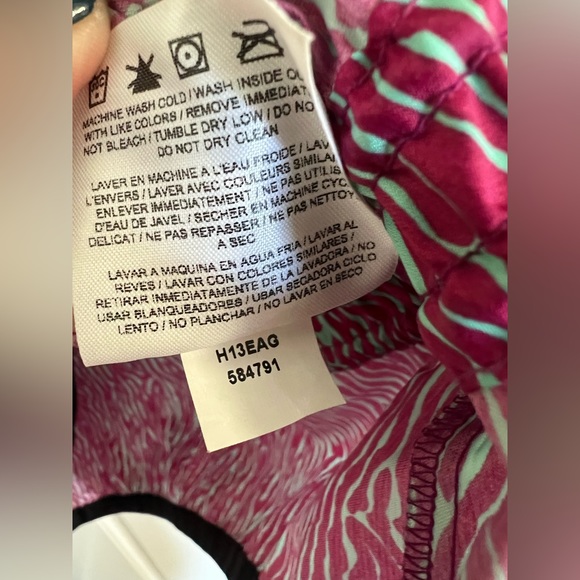 MACHINE WASH COLD / WASH INSIDE OU
WITH LIKE COLORS / REMOVE IMMEDIAT
NOT BLEACH / TUMBLE DRY LOW / DO NO
DO NOT DRY CLEAN
LAVER EN MACHINE A L'EAU FROIDE / LAV
L'ENVERS / LAVER AVEC COULEURS SIMILAI
ENLEVER IMMEDIATEMENT / NE PAS UTILIS
D'EAU DE JAVEL / SECHER EN MACHINE CYC
DELICAT / NE PAS REPASSER / NE PAS NETTOY
A SEC
LAVAR A MAQUINA EN AGUA FRIA / LAVAR AL
REVES / LAVAR CON COLORES SIMILARES /
RETIRAR IMMEDIATAMENTE DE LA LAVADORA / NO
USAR BLANQUEADORES / USAR SECADORA CICLO
LENTO / NO PLANCHAR / NO LAVAR EN SECO
H13EAG
584791